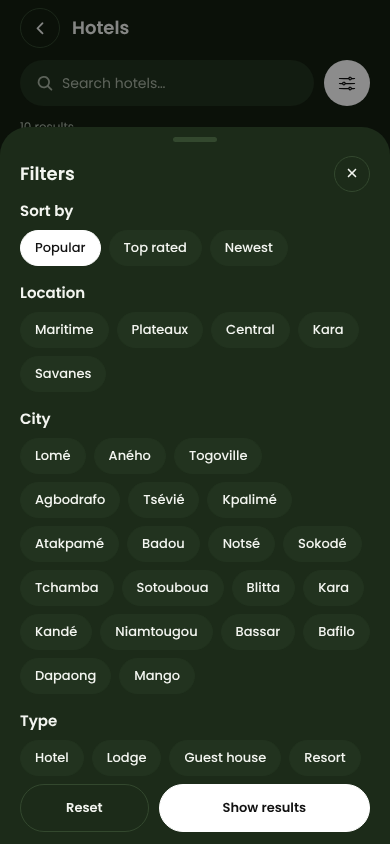 Hotels
Search hotels...
10 results
Filters
Sort by
Popular Top rated Newest
Location
Maritime Plateaux Central Kara
Savanes
City
Lomé Aného Togoville
Agbodrafo Tsévié Kpalimé
Atakpamé Badou Notsé Sokodé
Tchamba Sotouboua Blitta Kara
Kandé Niamtougou Bassar Bafilo
Dapaong Mango
Type
Hotel Lodge Guest house Resort
Reset Show results